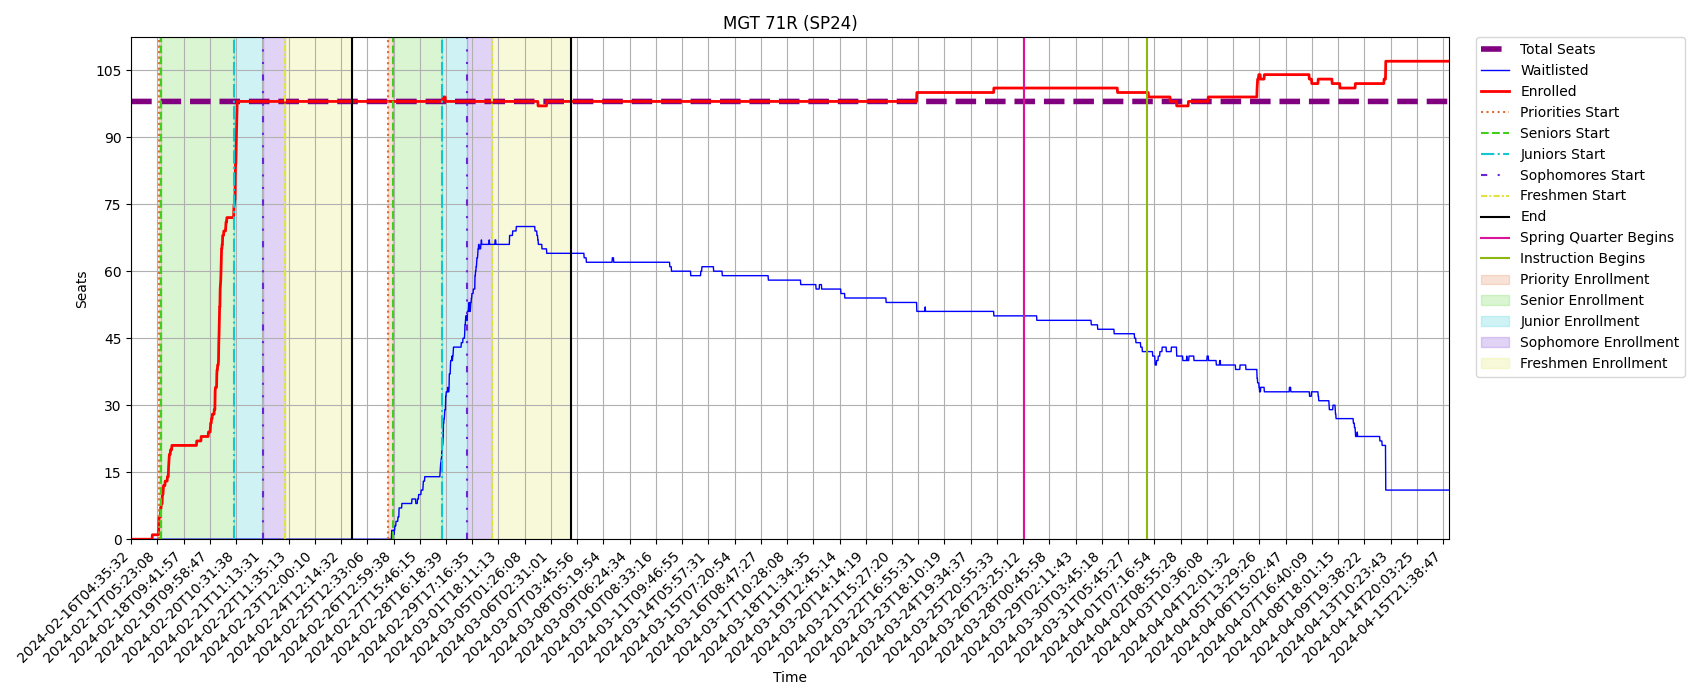 MGT 71R (SP24)
Seats
105
90
75
60
45
30
15
0
2024-02-16T04:35:32
2024-02-17T05:23:08
2024-02-18T09:41:57
2024-02-19T09:58:47
2024-02-20T10:31:38
2024-02-21T11:13:31
2024-02-22T11:35:13
2024-02-23T12:00:10
2024-02-24T12:14:32
2024-02-25T12:33:06
2024-02-26T12:59:38
2024-02-27T15:46:15
2024-02-28T16:18:39
2024-02-29T17:16:35
2024-03-01T18:11:13
2024-03-05T01:26:08
2024-03-06T02:31:01
2024-03-07T03:45:56
2024-03-08T05:19:54
2024-03-09T06:24:34
2024-03-10T08:33:16
2024-03-11T09:46:55
2024-03-14T05:57:31
2024-03-15T07:20:54
2024-03-16T08:47:27
2024-03-17T10:28:08
2024-03-18T11:34:35
2024-03-19T12:45:14
2024-03-20T14:14:19
2024-03-21T15:27:20
2024-03-22T16:55:31
2024-03-23T18:10:19
2024-03-24T19:34:37
2024-03-25T20:55:33
2024-03-26T23:25:12
2024-03-28T00:45:58
2024-03-29T02:11:43
2024-03-30T03:45:18
2024-03-31T05:45:27
2024-04-01T07:16:54
2024-04-02T08:55:28
2024-04-03T10:36:08
2024-04-04T12:01:32
2024-04-05T13:29:26
2024-04-06T15:02:47
2024-04-07T16:40:09
2024-04-08T18:01:15
2024-04-09T19:38:22
2024-04-13T10:23:43
2024-04-14T20:03:25
2024-04-15T21:38:47
Time
Total Seats
Waitlisted
Enrolled
Priorities Start
Seniors Start
Juniors Start
Sophomores Start
Freshmen Start
End
Spring Quarter Begins
Instruction Begins
Priority Enrollment
Senior Enrollment
Junior Enrollment
Sophomore Enrollment
Freshmen Enrollment